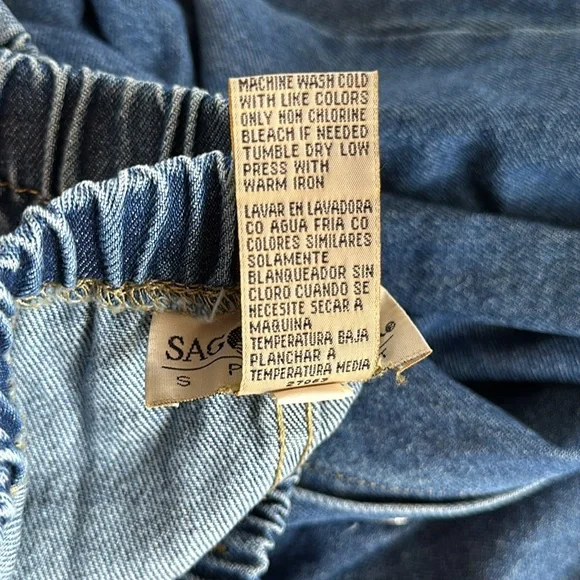 MACHINE WASH COLD
WITH LIKE COLORS
ONLY NON CHLORINE
BLEACH IF NEEDED
TUMBLE DRY LOW
PRESS WITH
WARM IRON
LAVAR EN LAVADORA
CO AGUA FRIA CO
COLORES SIMILARES
SOLAMENTE
BLANQUEADOR SIN
CLORO CUANDO SE
NECESITE SECAR A
MAQUINA
TEMPERATURA BAJA
PLANCHAR A
TEMPERATURA MEDIA
27063
SAG
S P